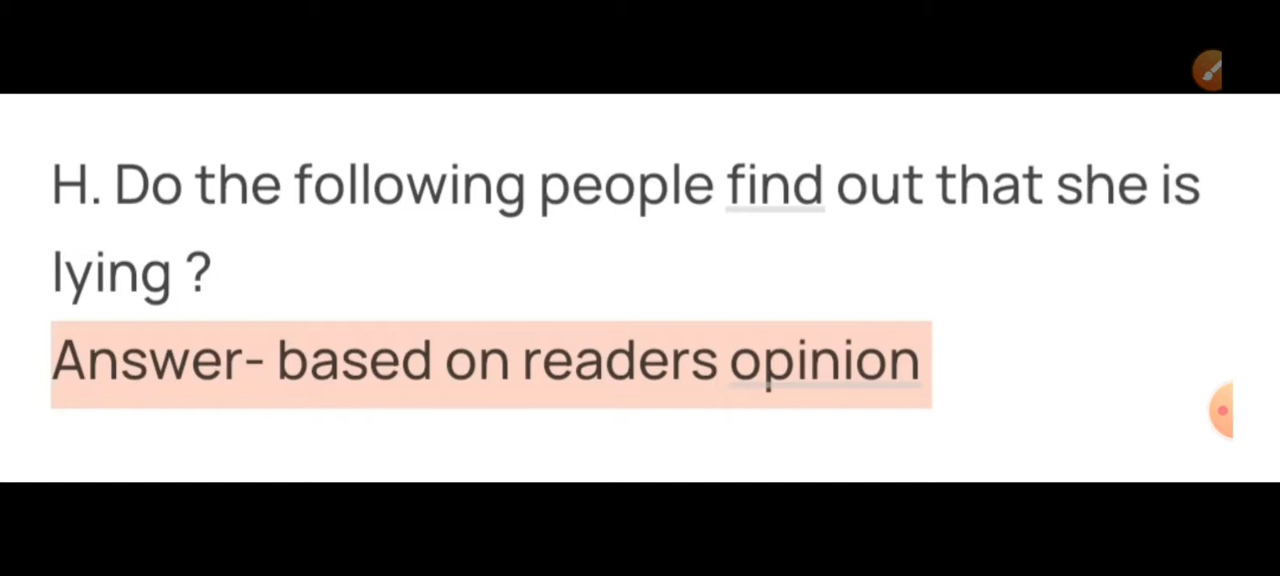 H. Do the following people find out that she is
lying ?
Answer- based on readers opinion